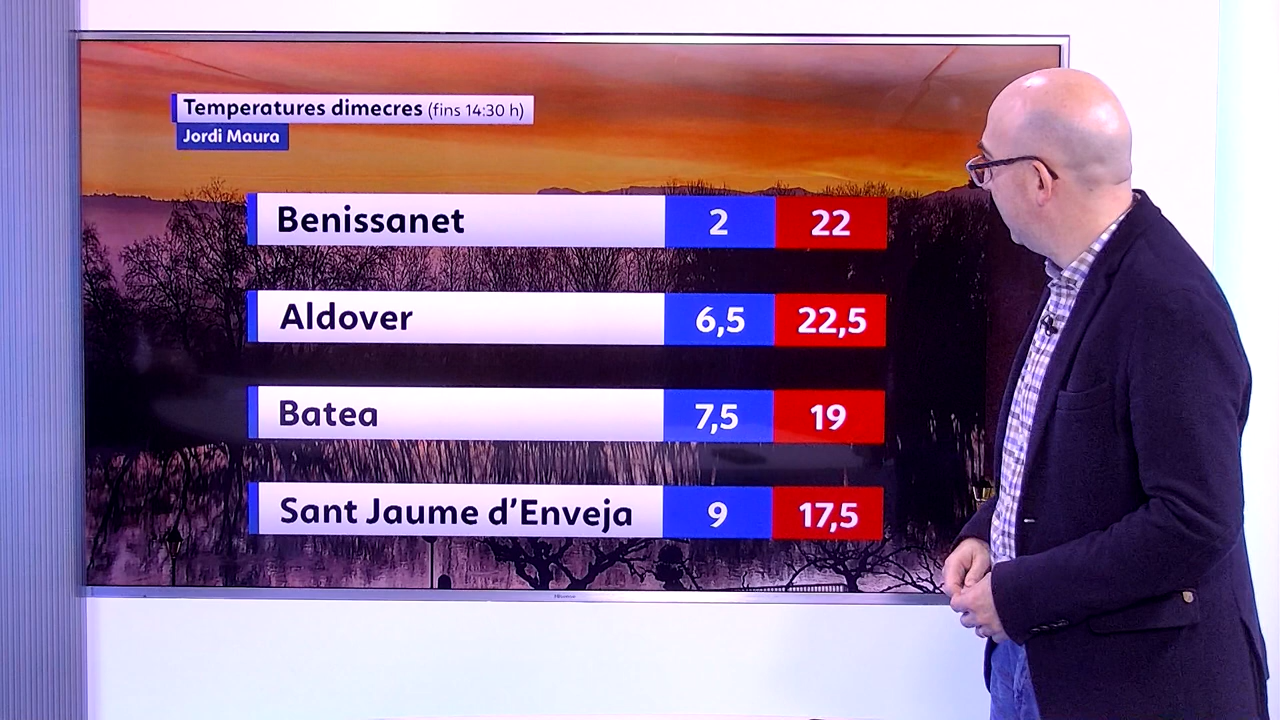 Temperatures dimecres (fins 14:30 h)
Jordi Maura
Benissanet 2 22
Aldover 6,5 22,5
Batea 7,5 19
Sant Jaume d'Enveja 9 17,5